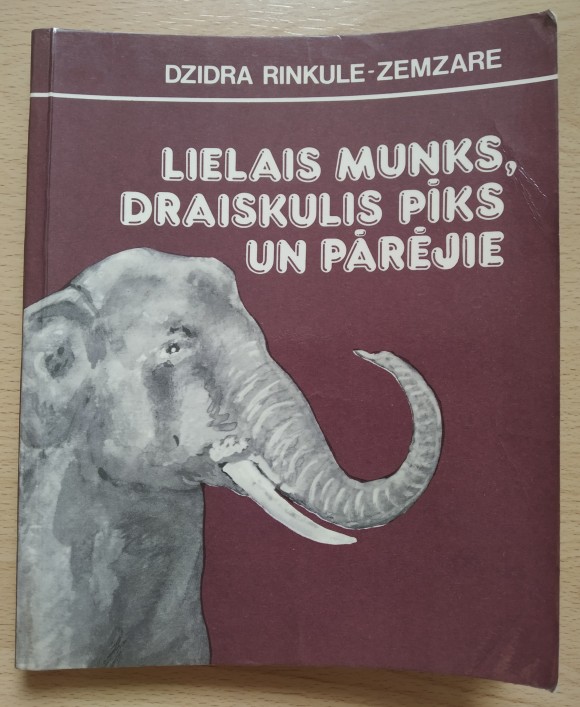 DZIDRA RINKULE-ZEMZARE
LIELAIS MUNKS,
DRAISKULIS PĪKS
UN PĀRĒJIE